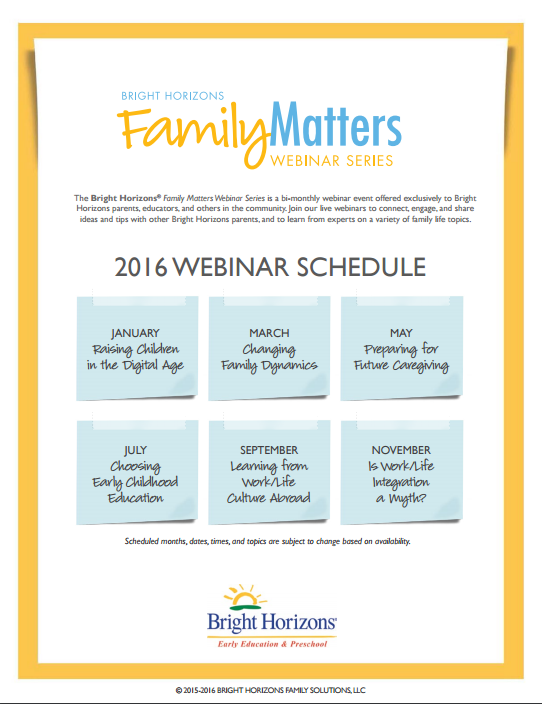 BRIGHT HORIZONS
FamilyMatters
WEBINAR SERIES
The Bright Horizons® Family Matters Webinar Series is a bi-monthly webinar event offered exclusively to Bright
Horizons parents, educators, and others in the community. Join our live webinars to connect, engage, and share
ideas and tips with other Bright Horizons parents, and to learn from experts on a variety of family life topics.
2016 WEBINAR SCHEDULE
JANUARY
Raising Children
in the Digital Age
MARCH
Changing
Family Dynamics
MAY
Preparing for
Future Caregiving
JULY
Choosing
Early Childhood
Education
SEPTEMBER
Learning from
Work/Life
Culture Abroad
NOVEMBER
Is Work/Life
Integration
a Myth?
Scheduled months, dates, times, and topics are subject to change based on availability.
Bright Horizons®
Early Education & Preschool
© 2015-2016 BRIGHT HORIZONS FAMILY SOLUTIONS, LLC